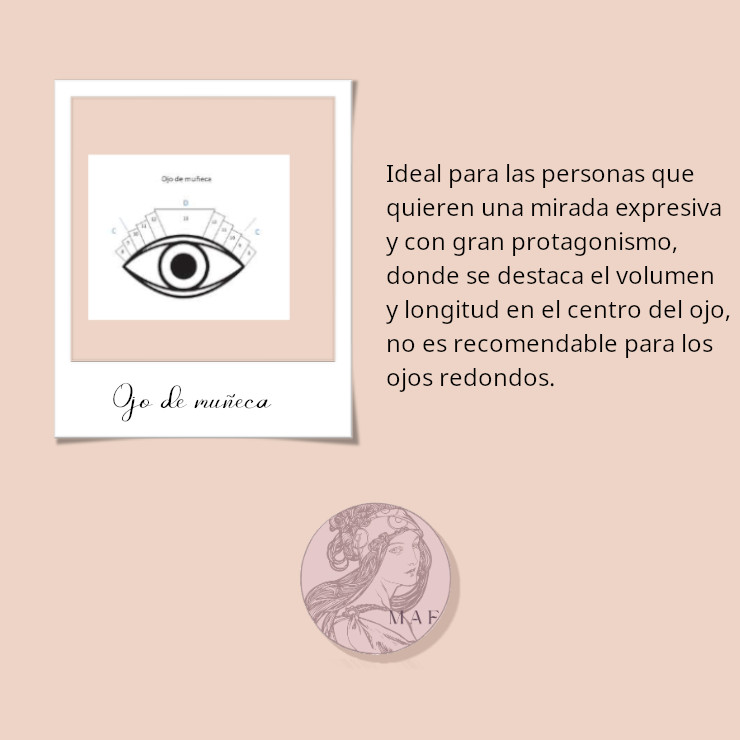 Ojo de muñeca
D
C
C
Ojo de muñeca
Ideal para las personas que
quieren una mirada expresiva
y con gran protagonismo,
donde se destaca el volumen
y longitud en el centro del ojo,
no es recomendable para los
ojos redondos.
MAE